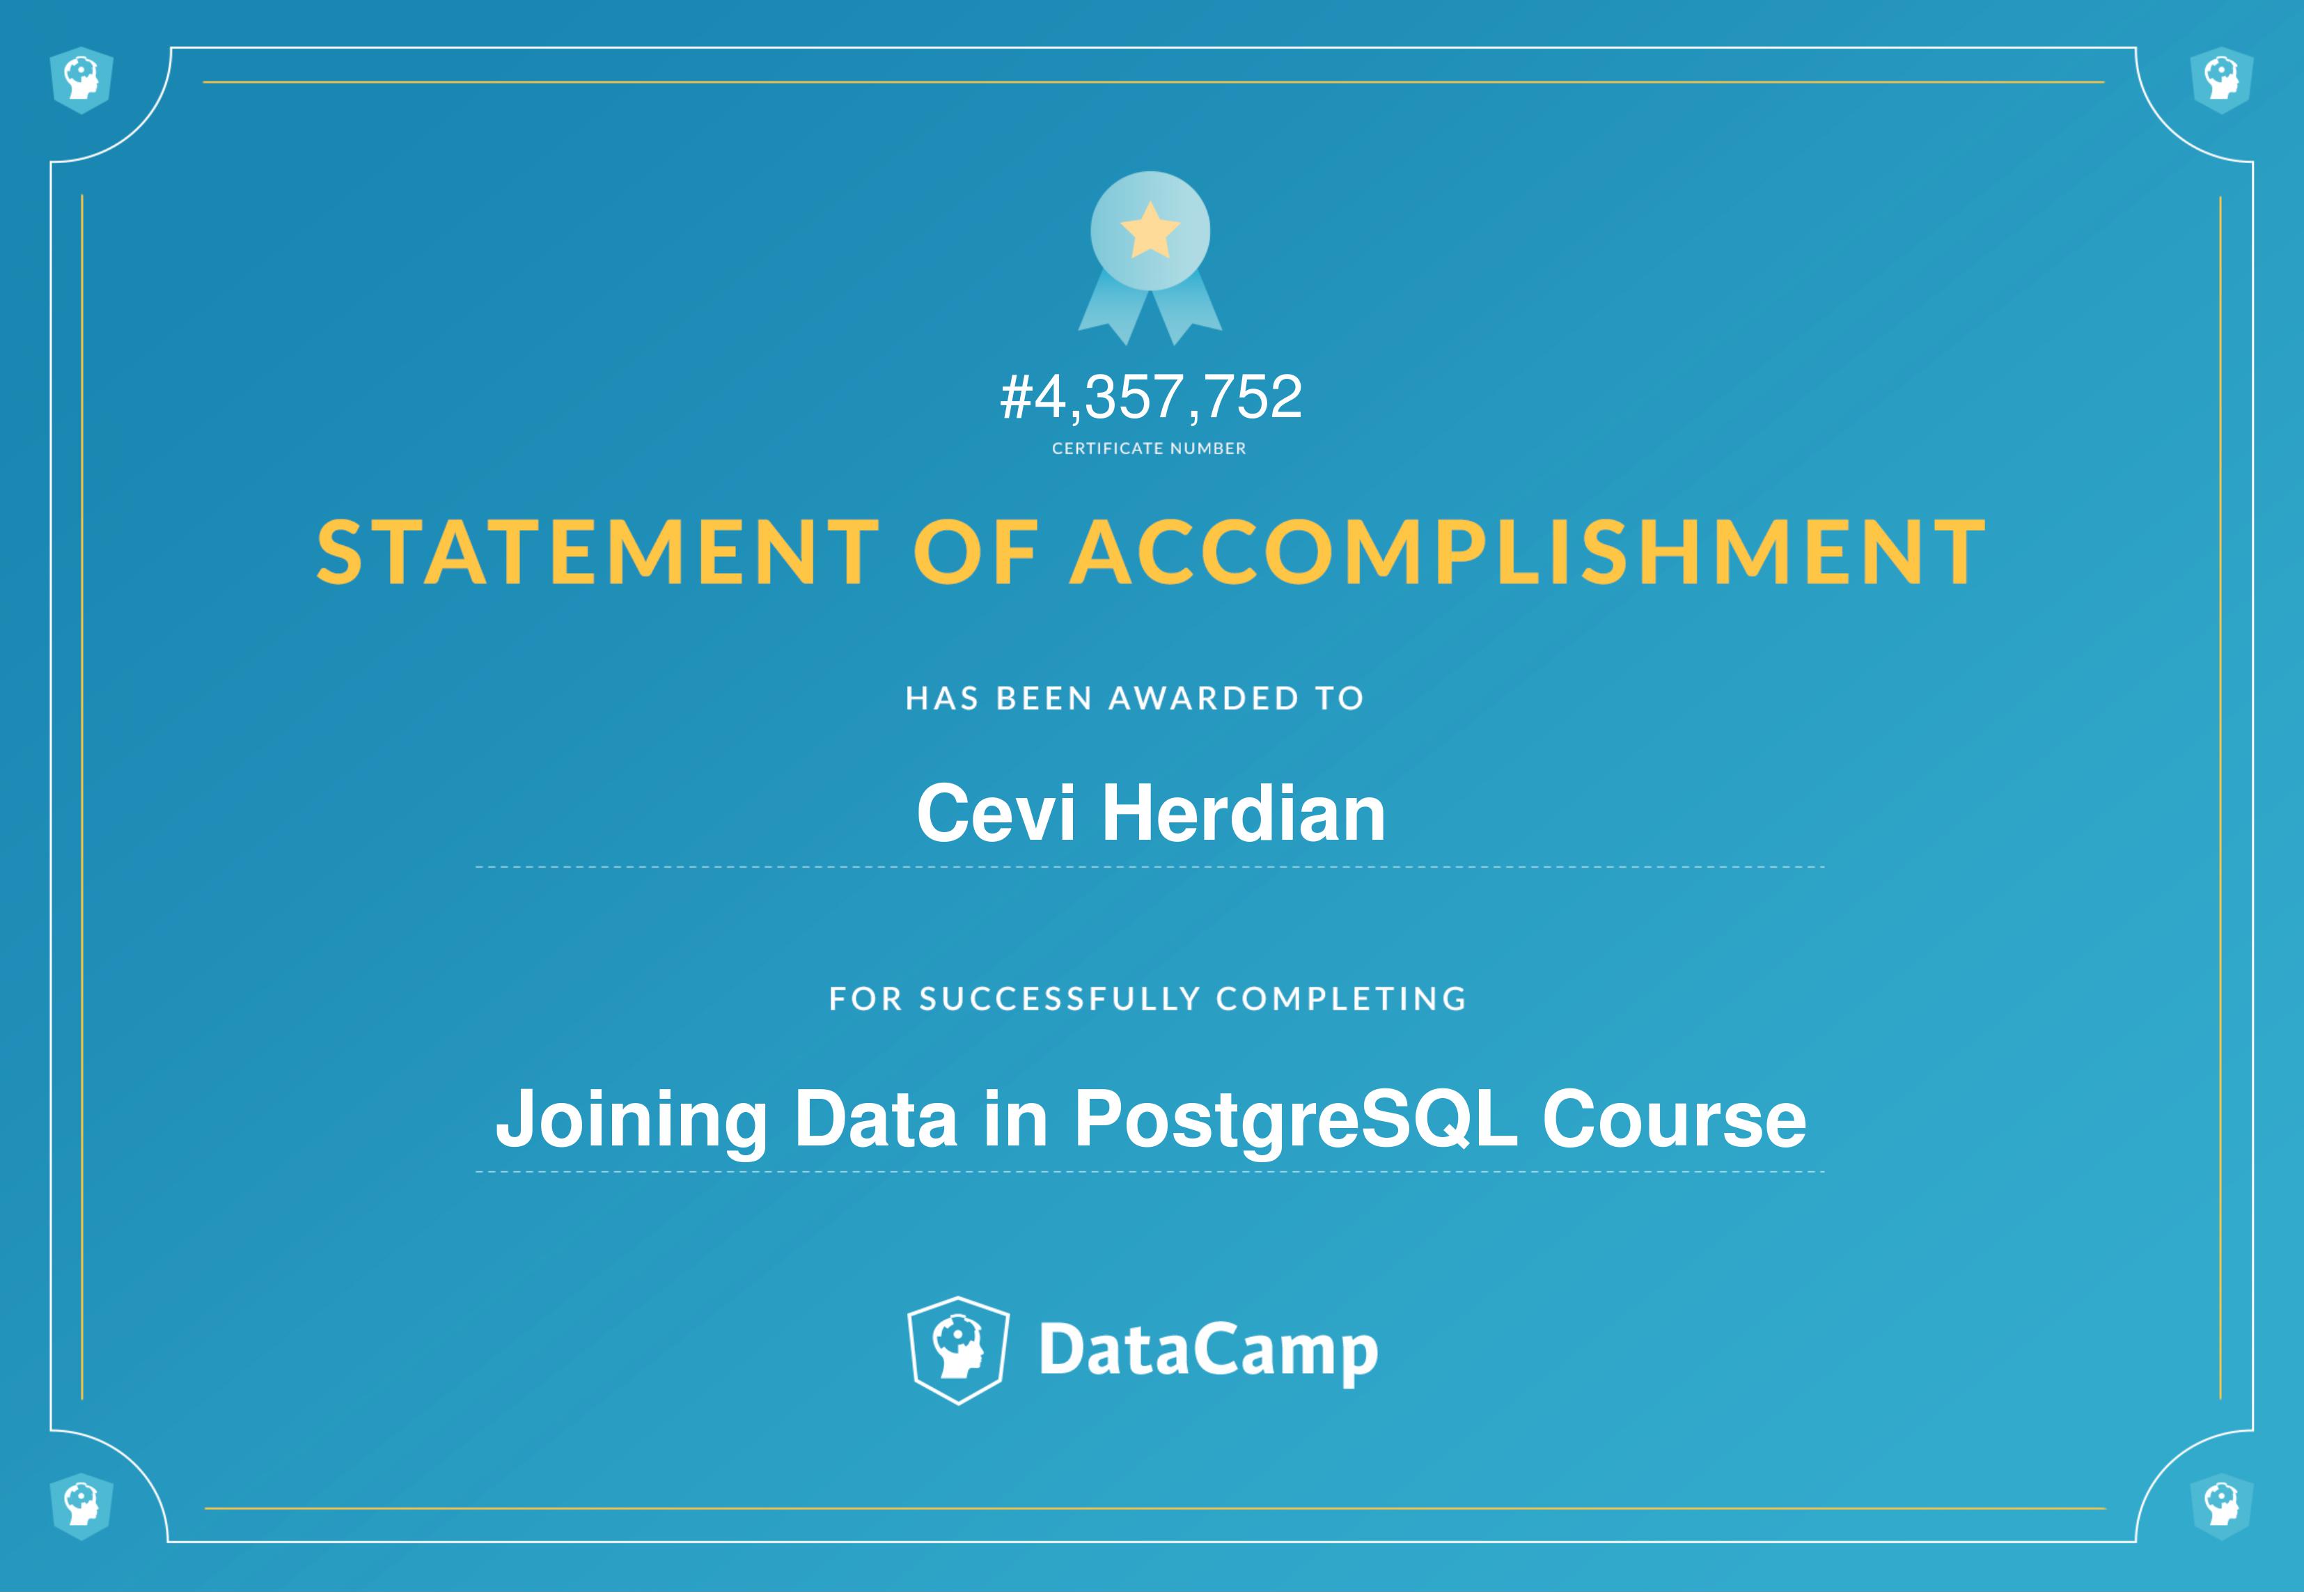 #4,357,752
CERTIFICATE NUMBER
STATEMENT OF ACCOMPLISHMENT
HAS BEEN AWARDED TO
Cevi Herdian
FOR SUCCESSFULLY COMPLETING
Joining Data in PostgreSQL Course
DataCamp